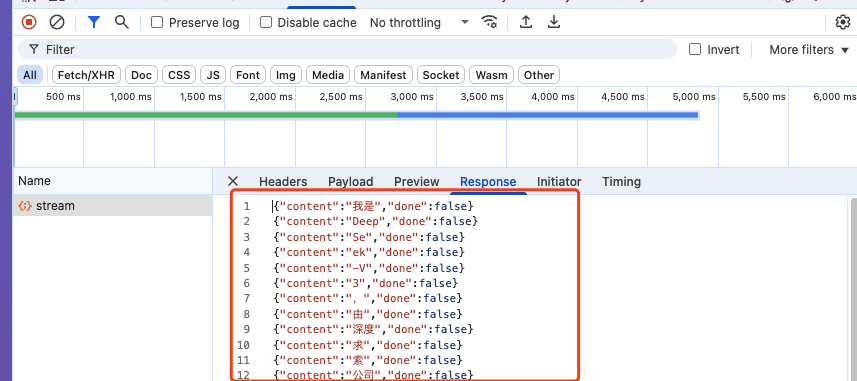 Preserve log Disable cache No throttling
Filter Invert More filters
All Fetch/XHR Doc CSS JS Font Img Media Manifest Socket Wasm Other
500 ms 1,000 ms 1,500 ms 2,000 ms 2,500 ms 3,000 ms 3,500 ms 4,000 ms 4,500 ms 5,000 ms 5,500 ms 6,000 ms
Name Headers Payload Preview Response Initiator Timing
stream
1 {"content":"我是","done":false}
2 {"content":"Deep","done":false}
3 {"content":"Se","done":false}
4 {"content":"ek","done":false}
5 {"content":"-V","done":false}
6 {"content":"3","done":false}
7 {"content":"，","done":false}
8 {"content":"由","done":false}
9 {"content":"深度","done":false}
10 {"content":"求","done":false}
11 {"content":"索","done":false}
12 {"content":"公司","done":false}